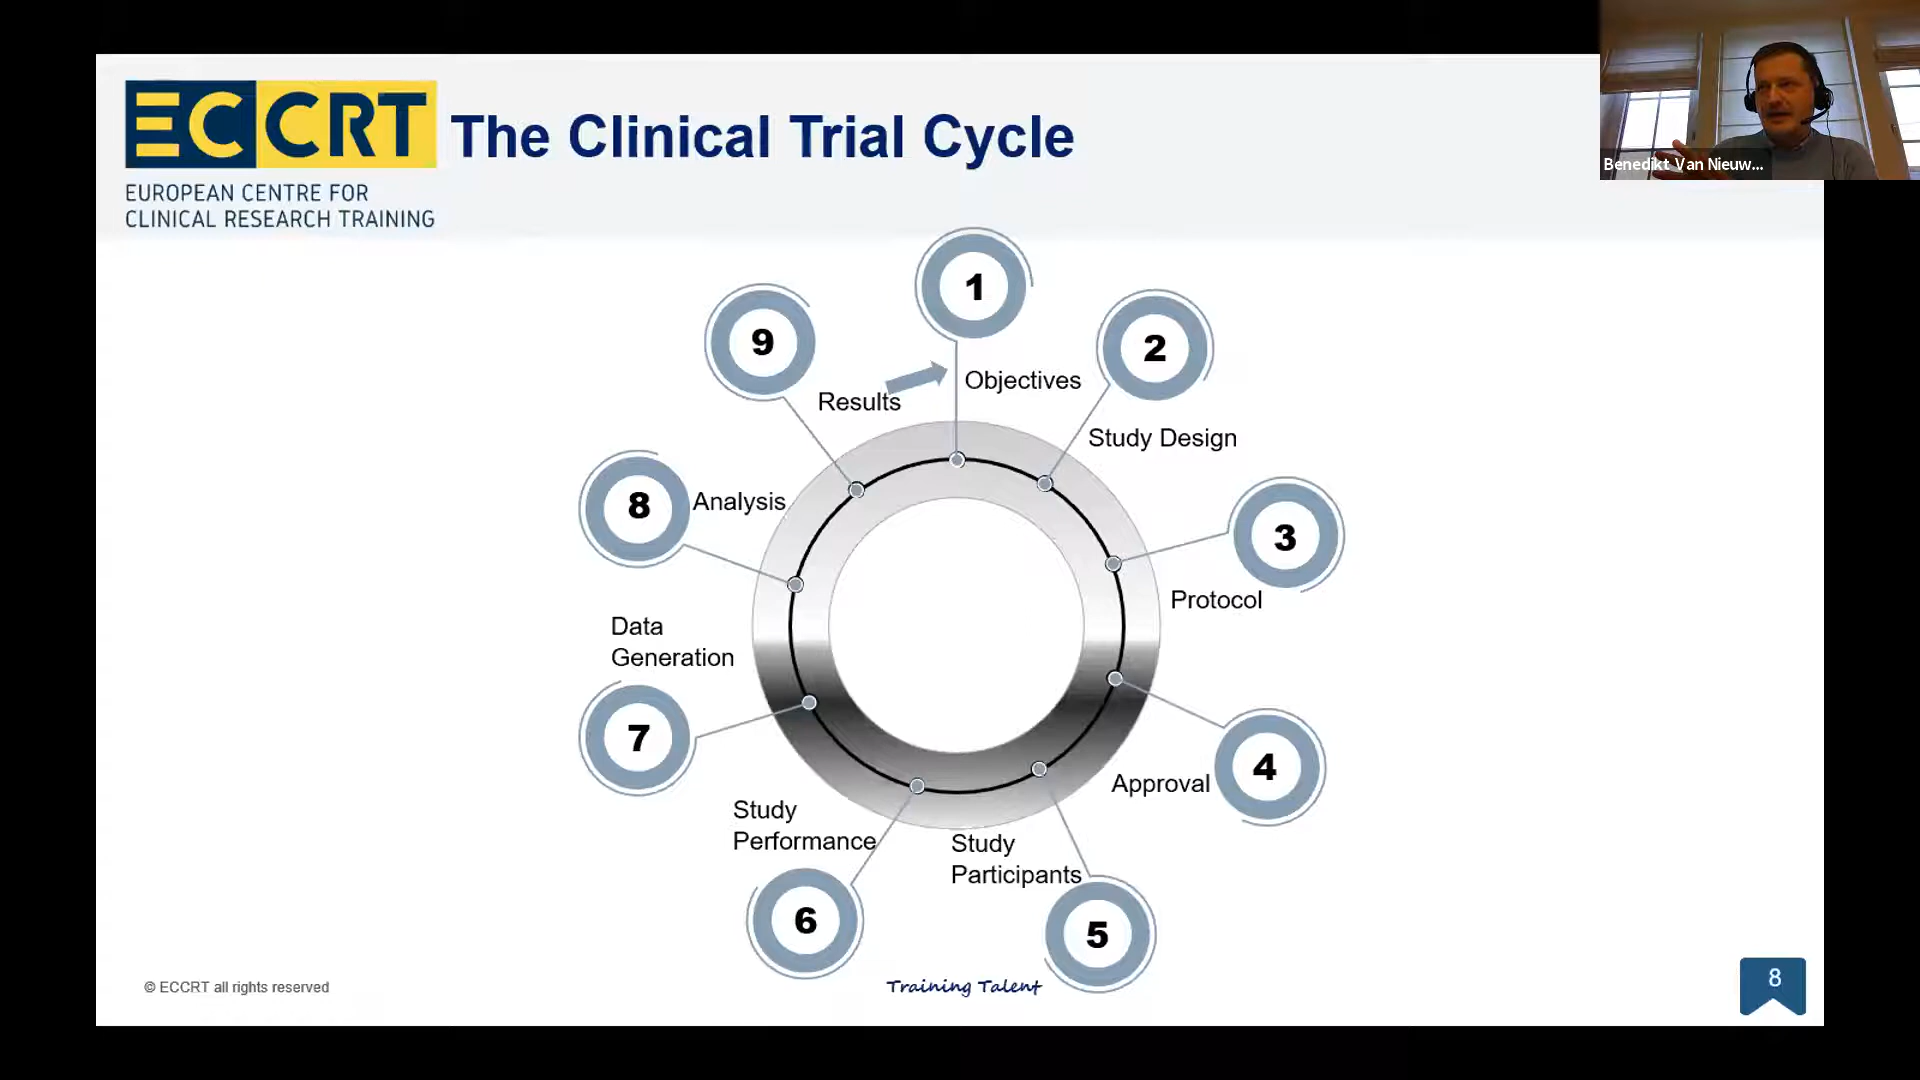 ECCRT
EUROPEAN CENTRE FOR
CLINICAL RESEARCH TRAINING
The Clinical Trial Cycle
Benedikt Van Nieuw...
1
Objectives
2
Study Design
3
Protocol
4
Approval
5
Study
Participants
6
Study
Performance
7
Data
Generation
8
Analysis
9
Results
© ECCRT all rights reserved
Training Talent
8